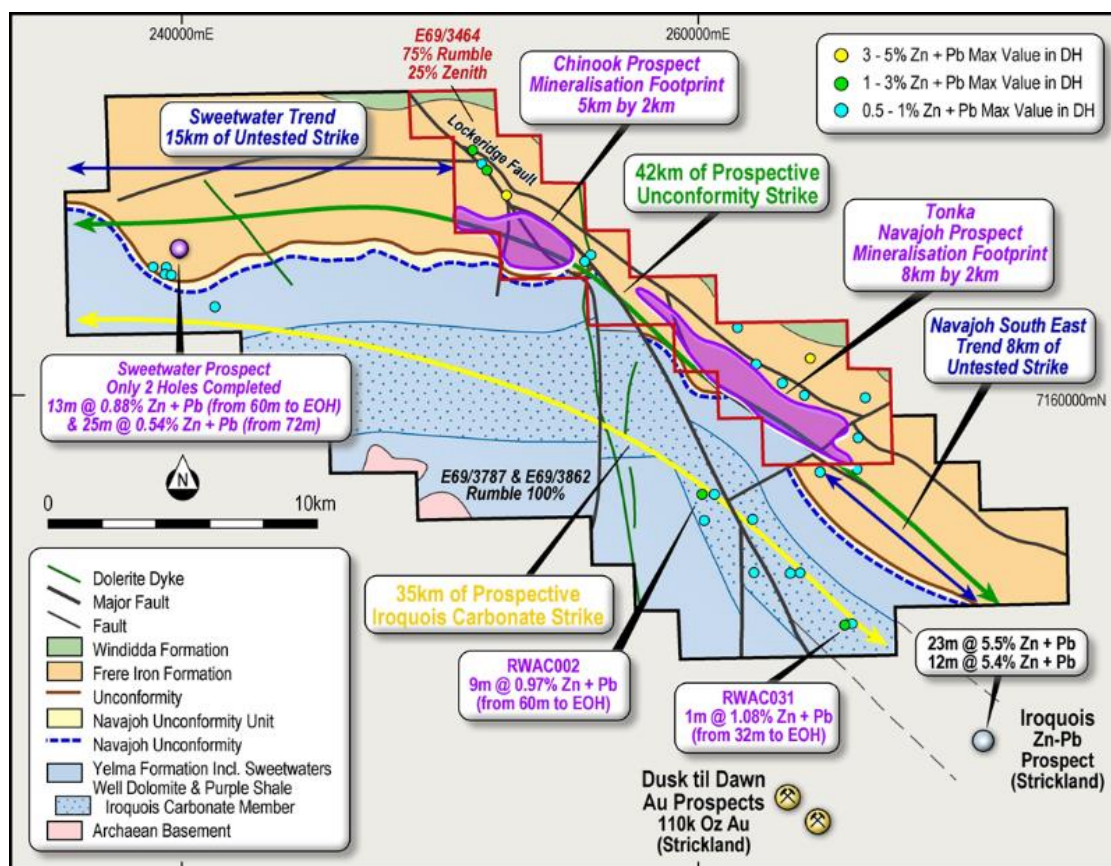 240000mE
260000mE
E69/3464
75% Rumble
25% Zenith
Chinook Prospect
Mineralisation Footprint
5km by 2km
3 - 5% Zn + Pb Max Value in DH
1 - 3% Zn + Pb Max Value in DH
0.5 - 1% Zn + Pb Max Value in DH
Sweetwater Trend
15km of Untested Strike
Lockeridge Fault
42km of Prospective
Unconformity Strike
Tonka
Navajoh Prospect
Mineralisation Footprint
8km by 2km
Navajoh South East
Trend 8km of
Untested Strike
Sweetwater Prospect
Only 2 Holes Completed
13m @ 0.88% Zn + Pb (from 60m to EOH)
& 25m @ 0.54% Zn + Pb (from 72m)
7160000mN
N
E69/3787 & E69/3862
Rumble 100%
0
10km
Dolerite Dyke
Major Fault
Fault
Windidda Formation
Frere Iron Formation
Unconformity
Navajoh Unconformity Unit
Navajoh Unconformity
Yelma Formation Incl. Sweetwaters
Well Dolomite & Purple Shale
Iroquois Carbonate Member
Archaean Basement
35km of Prospective
Iroquois Carbonate Strike
RWAC002
9m @ 0.97% Zn + Pb
(from 60m to EOH)
RWAC031
1m @ 1.08% Zn + Pb
(from 32m to EOH)
23m @ 5.5% Zn + Pb
12m @ 5.4% Zn + Pb
Iroquois
Zn-Pb
Prospect
(Strickland)
Dusk til Dawn
Au Prospects
110k Oz Au
(Strickland)